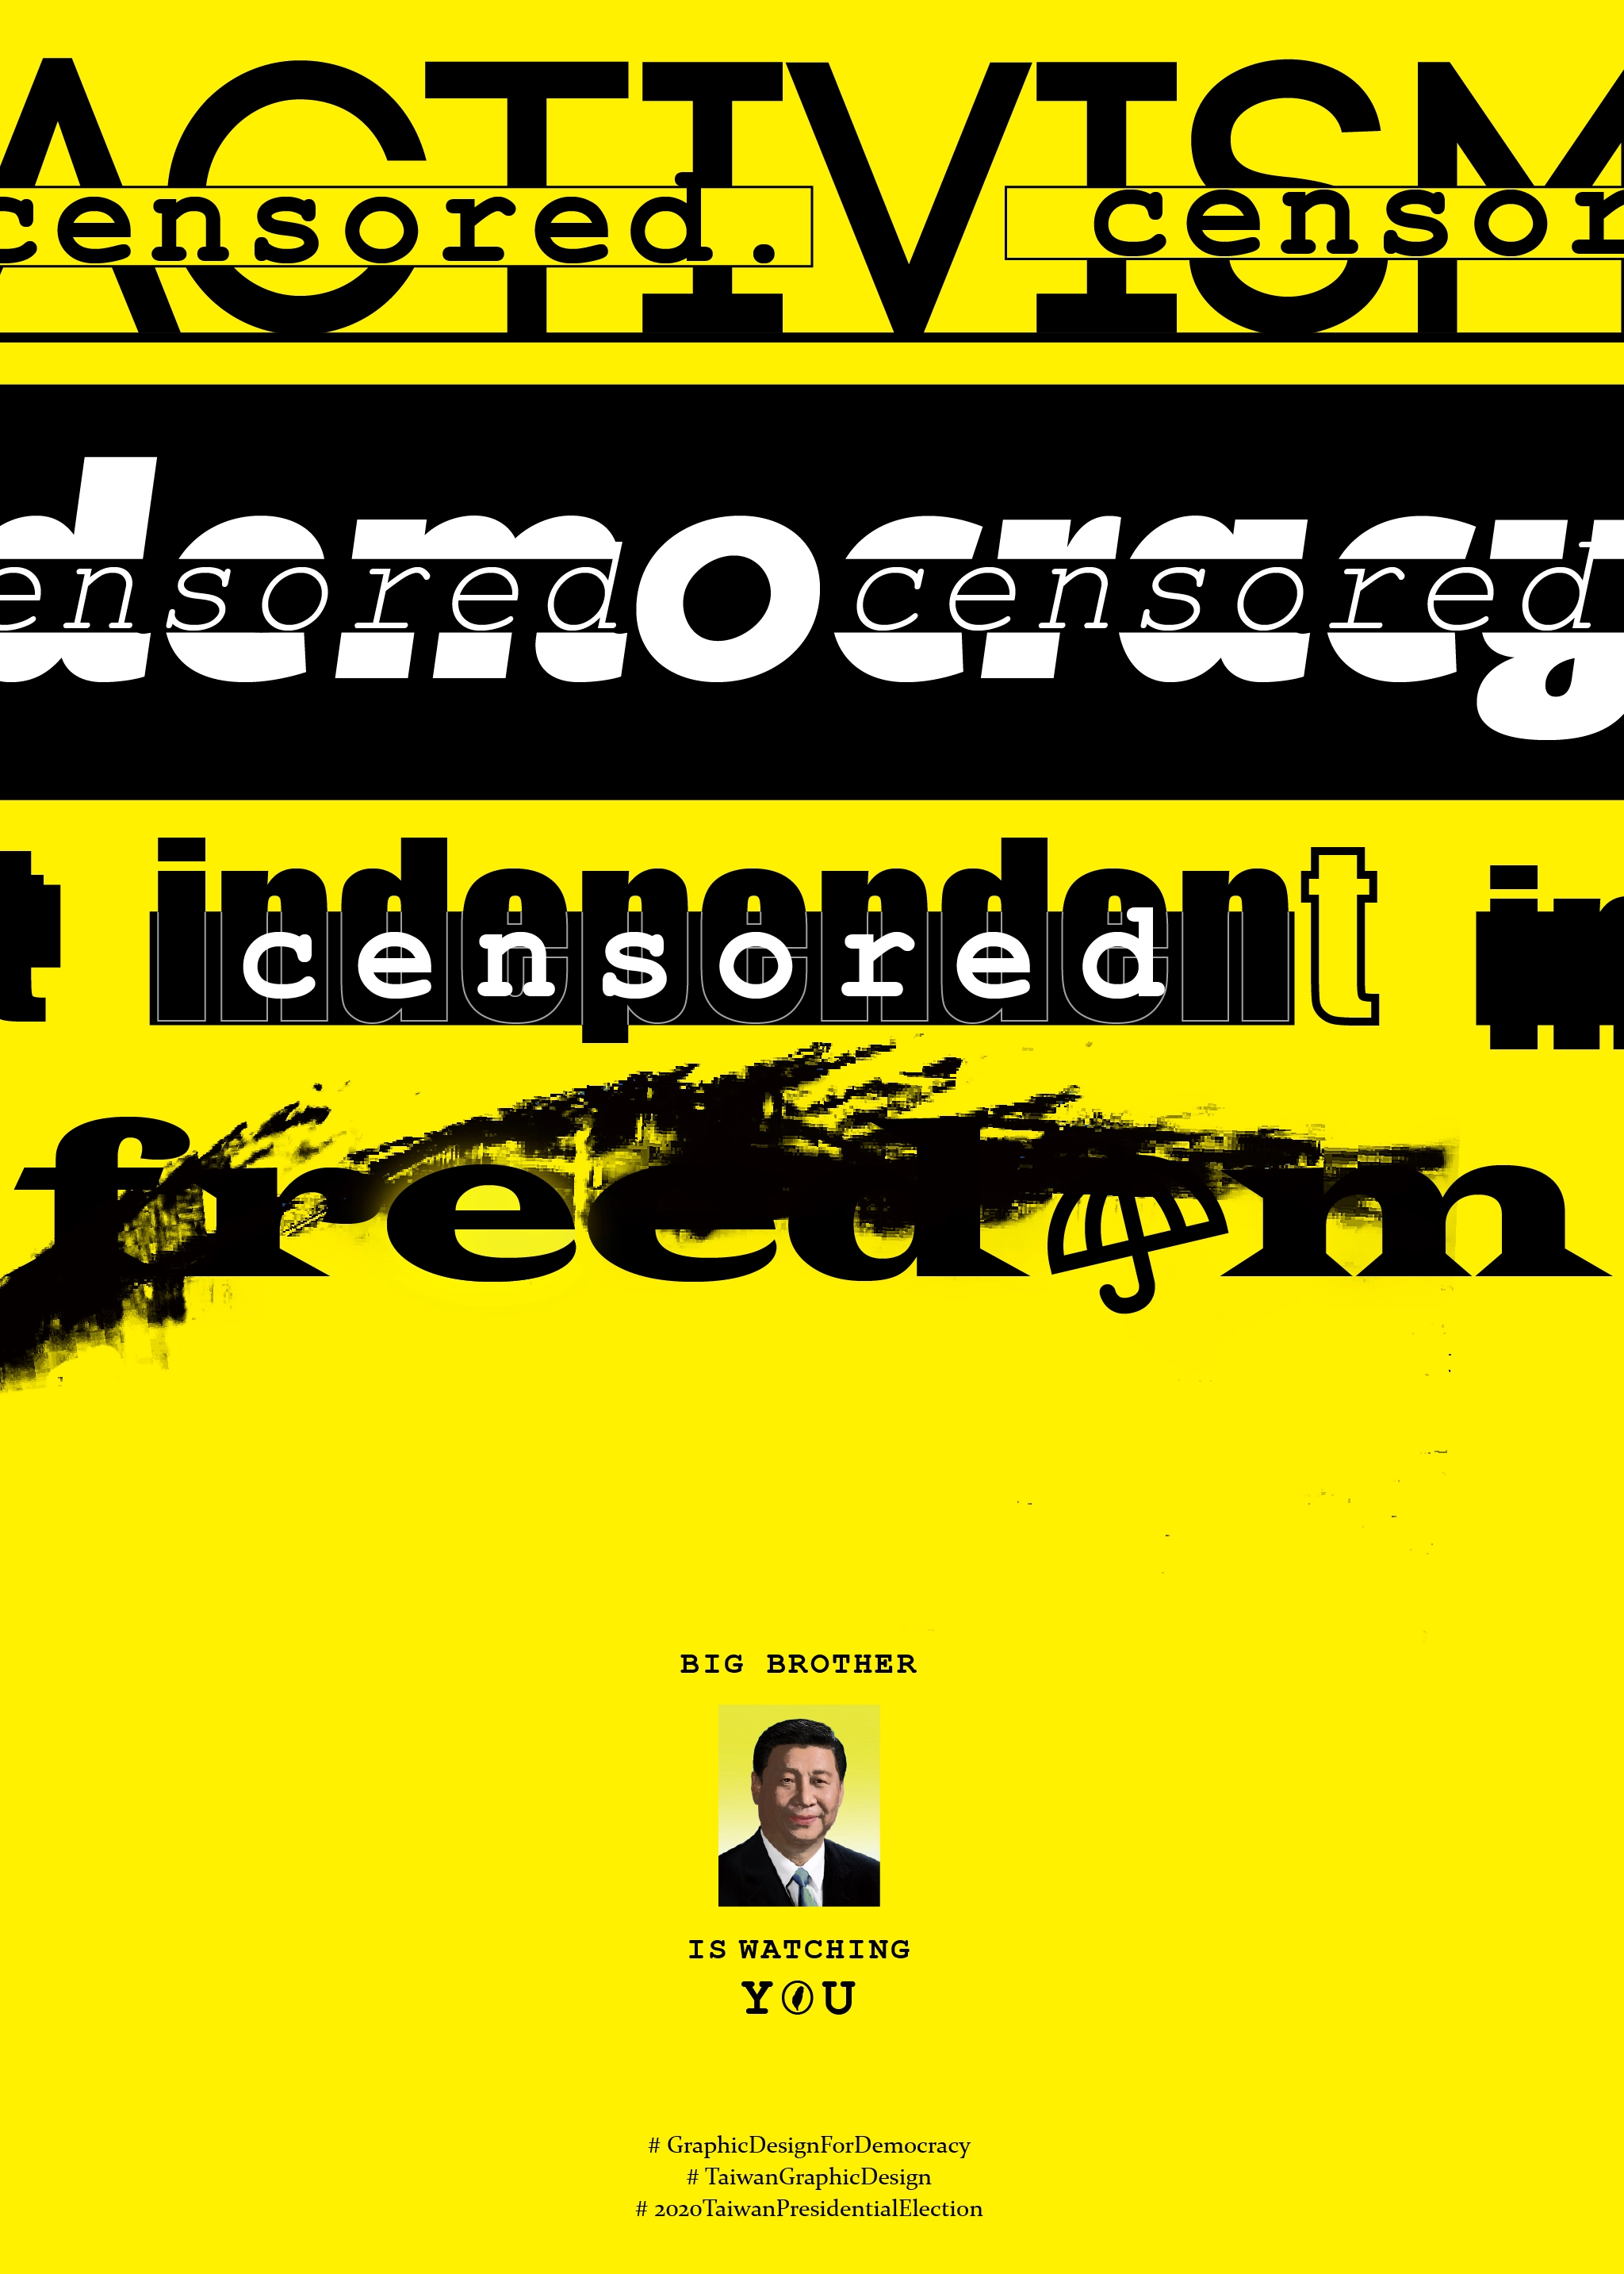 ACTIVISM
censored. censor
democracy
ensored censored
t independent in
censored
freedom
BIG BROTHER
IS WATCHING
YOU
# GraphicDesignForDemocracy
# TaiwanGraphicDesign
# 2020TaiwanPresidentialElection